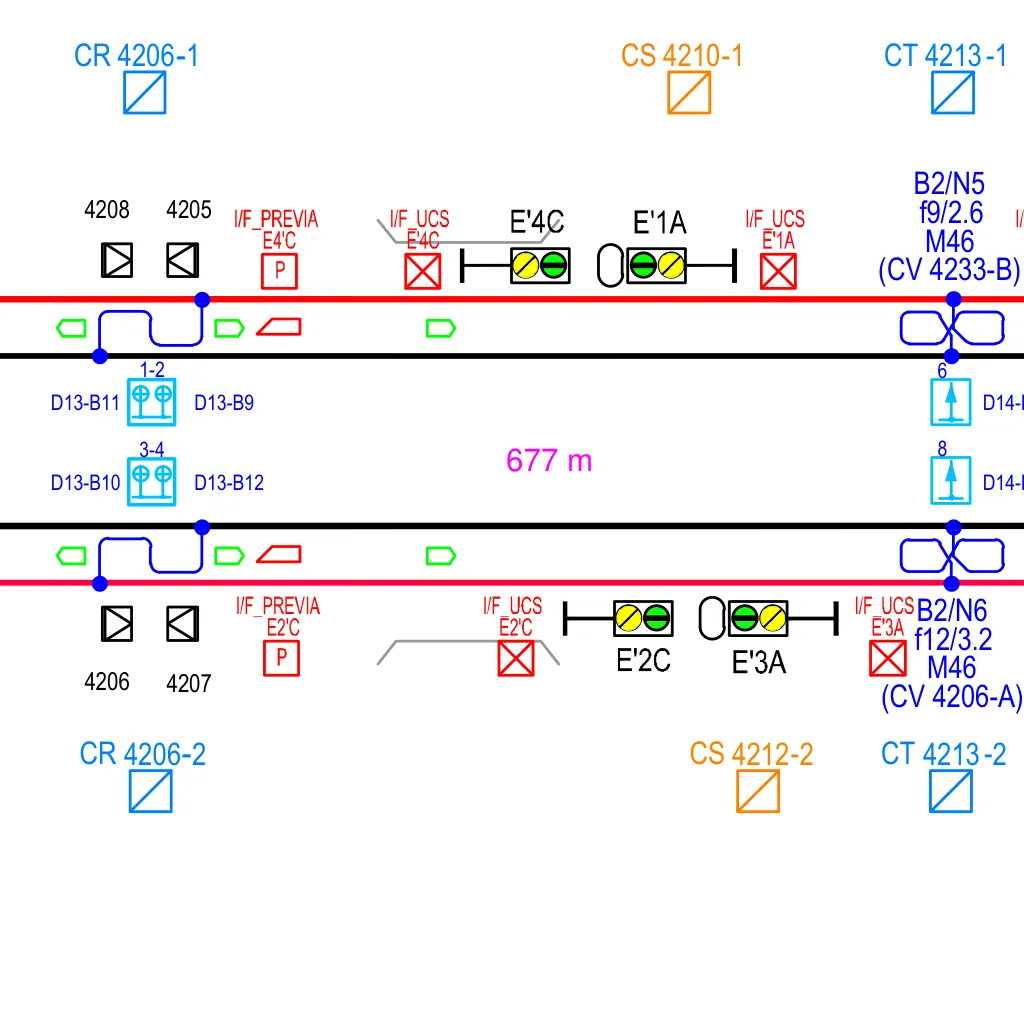 CR 4206-1
CS 4210-1
CT 4213-1
4208
4205
I/F_PREVIA
E4'C
P
I/F_UCS
E'4C
E'4C
E'1A
I/F_UCS
E'1A
B2/N5
f9/2.6
M46
(CV 4233-B)
I/
1-2
D13-B11
D13-B9
6
D14-
3-4
D13-B10
D13-B12
677 m
8
D14-
4206
4207
I/F_PREVIA
E2'C
P
I/F_UCS
E2'C
E'2C
E'3A
I/F_UCS
E'3A
B2/N6
f12/3.2
M46
(CV 4206-A)
CR 4206-2
CS 4212-2
CT 4213-2